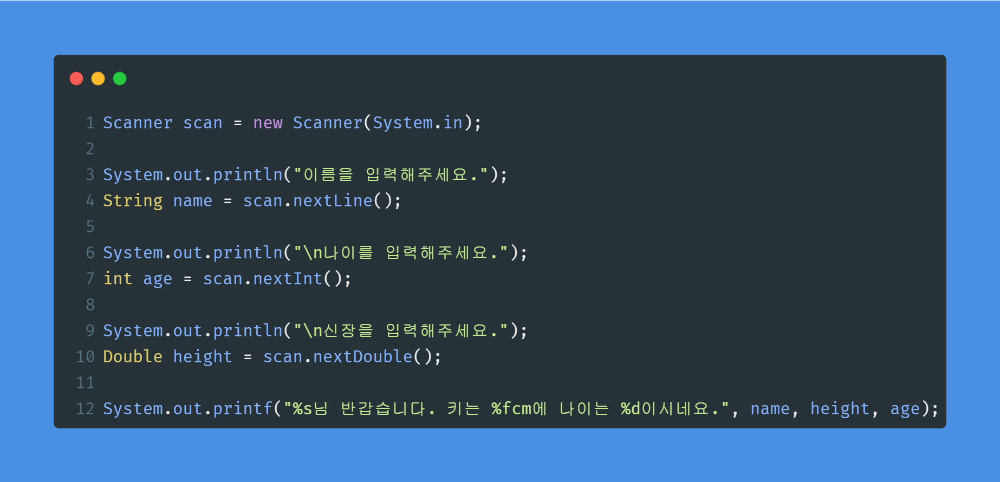 1 Scanner scan = new Scanner(System.in);
2
3 System.out.println("이름을 입력해주세요.");
4 String name = scan.nextLine();
5
6 System.out.println("\n나이를 입력해주세요.");
7 int age = scan.nextInt();
8
9 System.out.println("\n신장을 입력해주세요.");
10 Double height = scan.nextDouble();
11
12 System.out.printf("%s님 반갑습니다. 키는 %fcm에 나이는 %d이시네요.", name, height, age);